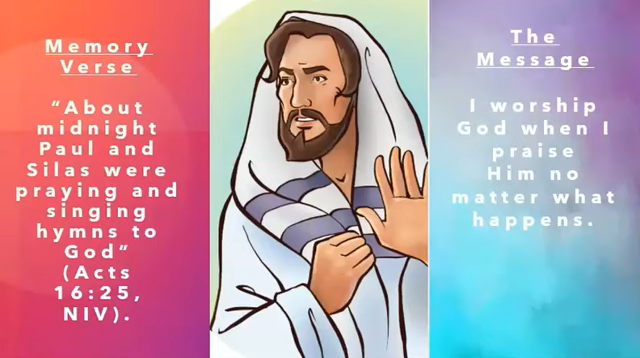 Memory
Verse
“About
midnight
Paul and
Silas were
praying and
singing
hymns to
God”
(Acts
16:25,
NIV).
The
Message
I worship
God when I
praise
Him no
matter what
happens.